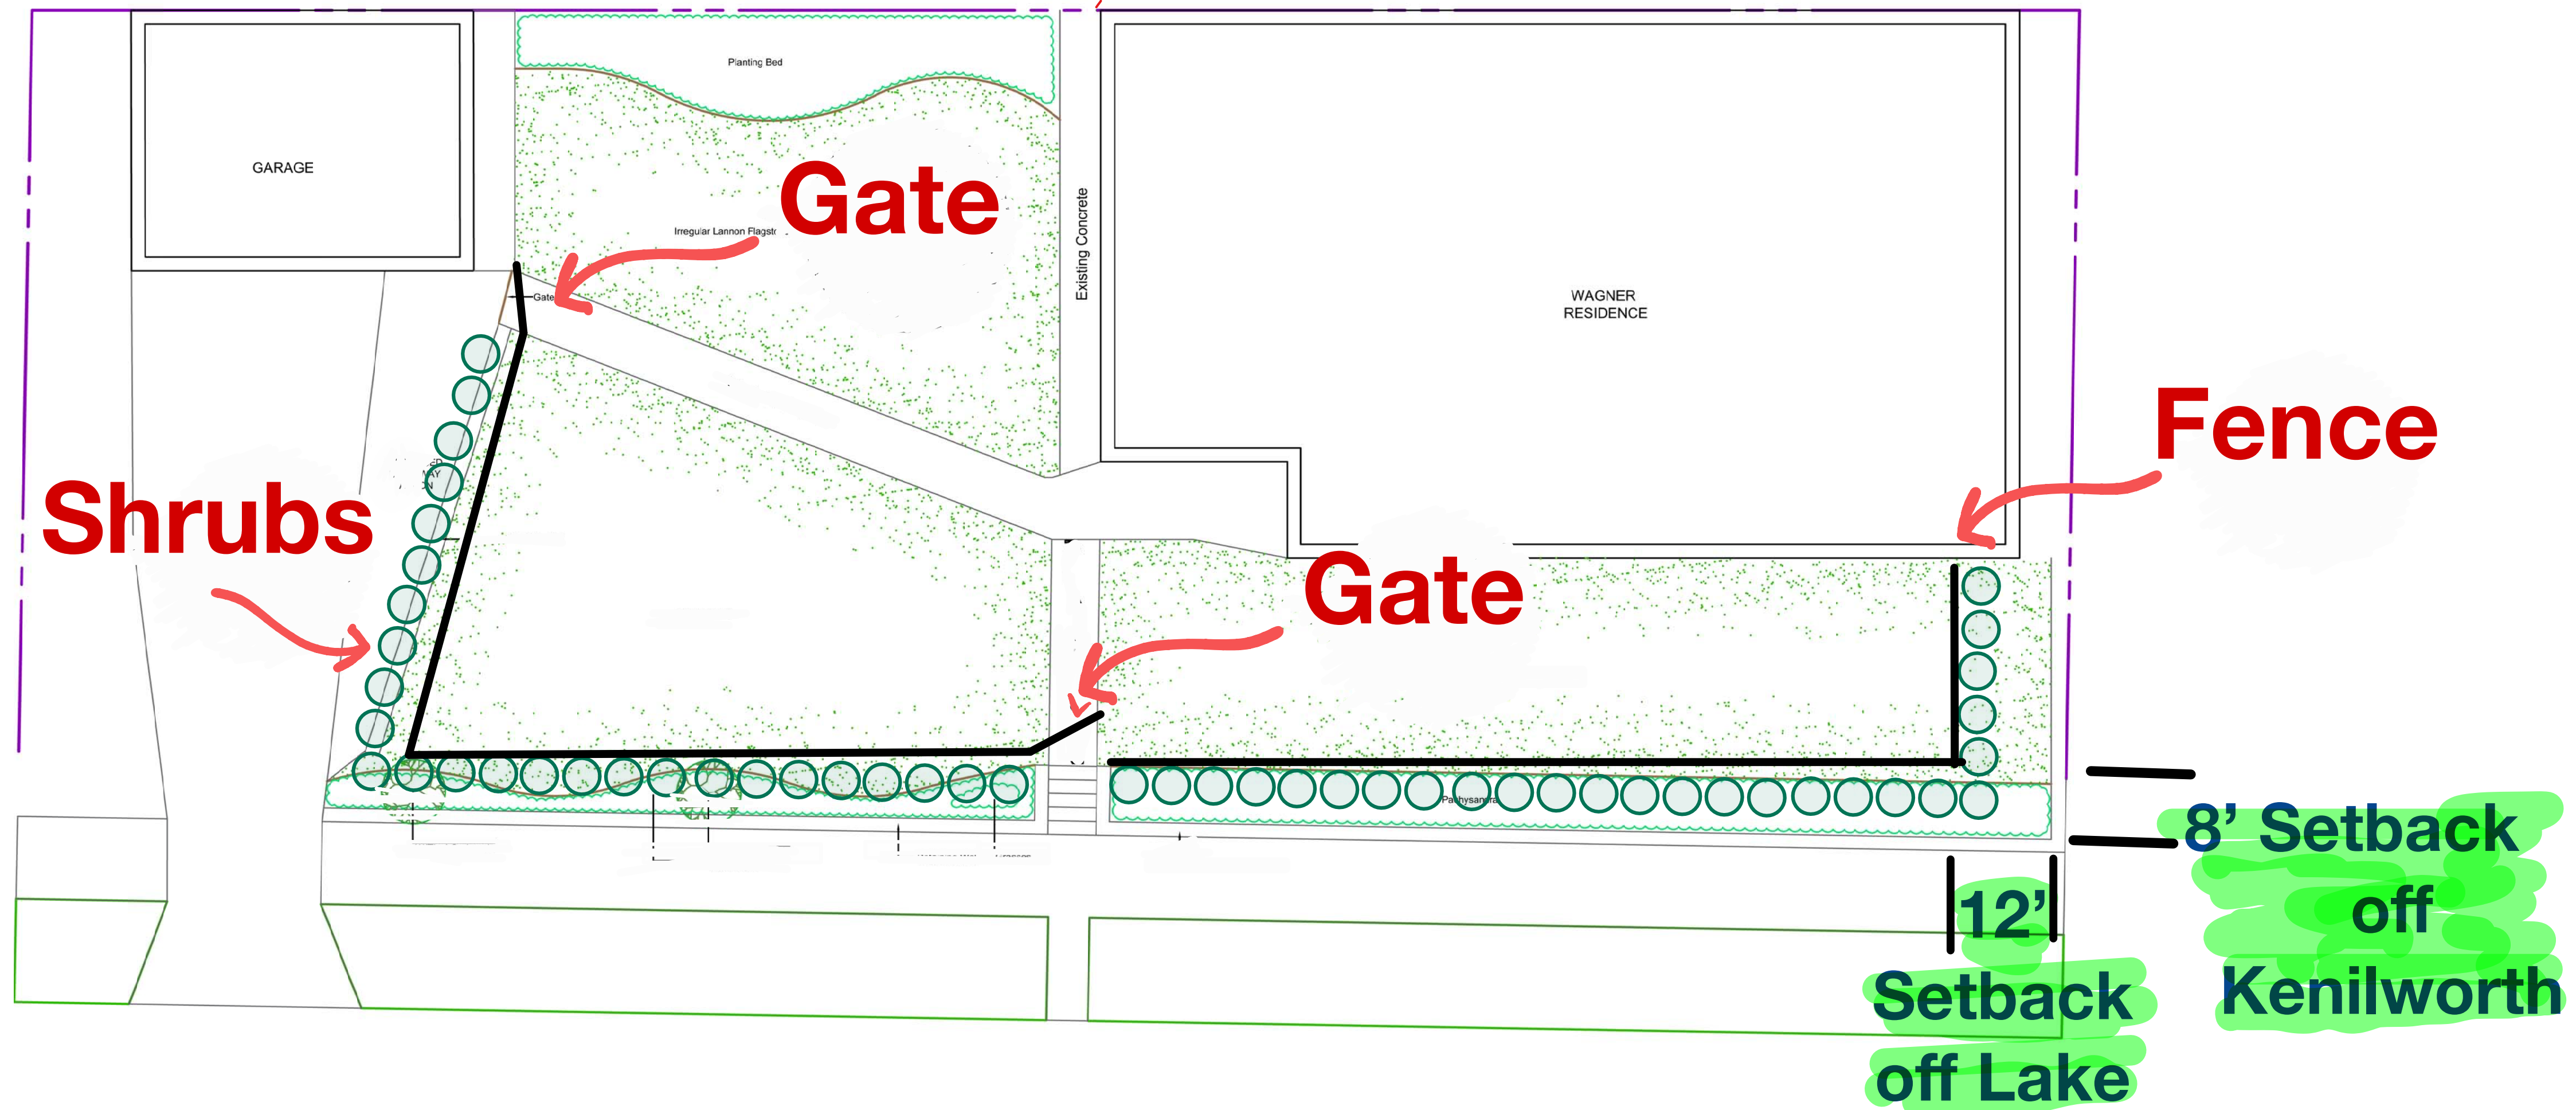 Planting Bed
GARAGE
Gate
Irregular Lannon Flagsto
Existing Concrete
Gate
WAGNER
RESIDENCE
Fence
Shrubs
Gate
Pachysandra
8’ Setback
off
Kenilworth
12’
Setback
off Lake